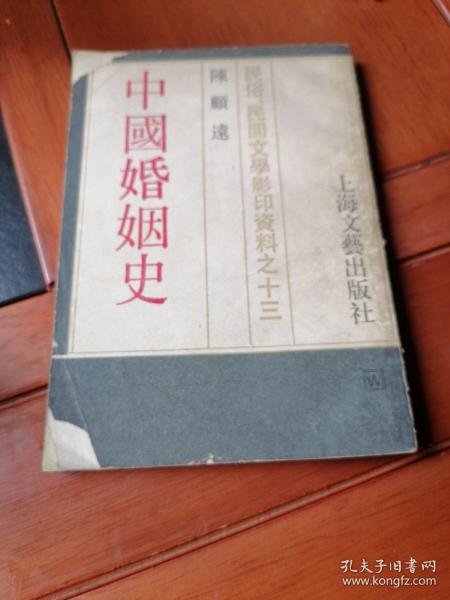 上海文藝出版社
民俗、民間文學影印資料之十三
陳顧遠
中國婚姻史
W
孔夫子旧书网
www.kongfz.com